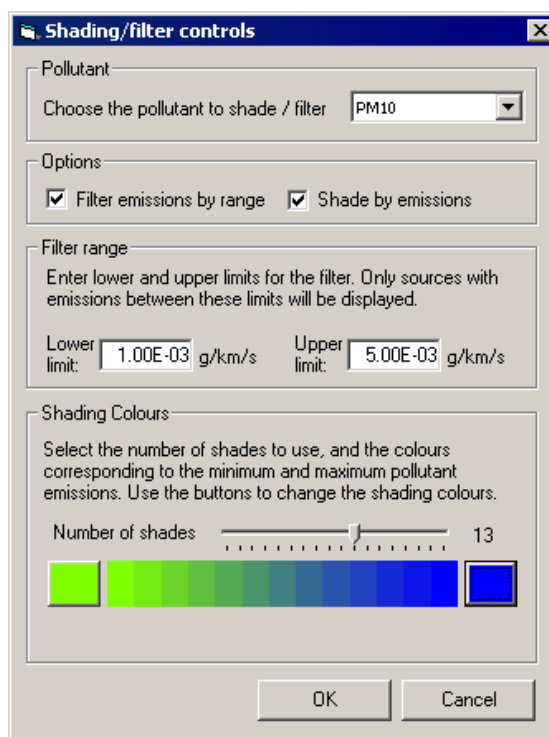 Shading/filter controls
Pollutant
Choose the pollutant to shade / filter PM10
Options
Filter emissions by range Shade by emissions
Filter range
Enter lower and upper limits for the filter. Only sources with
emissions between these limits will be displayed.
Lower limit: 1.00E-03 g/km/s Upper limit: 5.00E-03 g/km/s
Shading Colours
Select the number of shades to use, and the colours
corresponding to the minimum and maximum pollutant
emissions. Use the buttons to change the shading colours.
Number of shades 13
OK Cancel